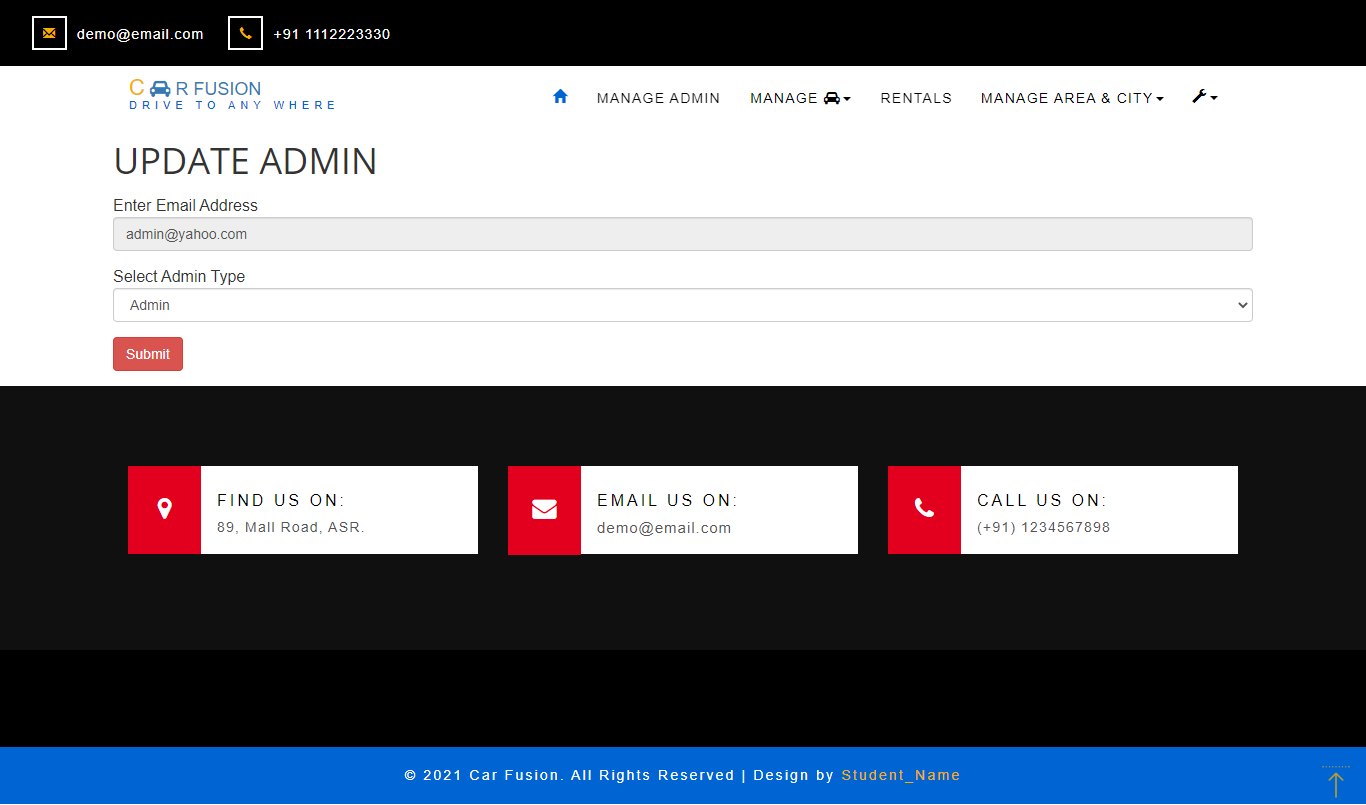 demo@email.com +91 1112223330
C R FUSION
DRIVE TO ANY WHERE
MANAGE ADMIN MANAGE RENTALS MANAGE AREA & CITY
UPDATE ADMIN
Enter Email Address
admin@yahoo.com
Select Admin Type
Admin
Submit
FIND US ON:
89, Mall Road, ASR.
EMAIL US ON:
demo@email.com
CALL US ON:
(+91) 1234567898
© 2021 Car Fusion. All Rights Reserved | Design by Student_Name